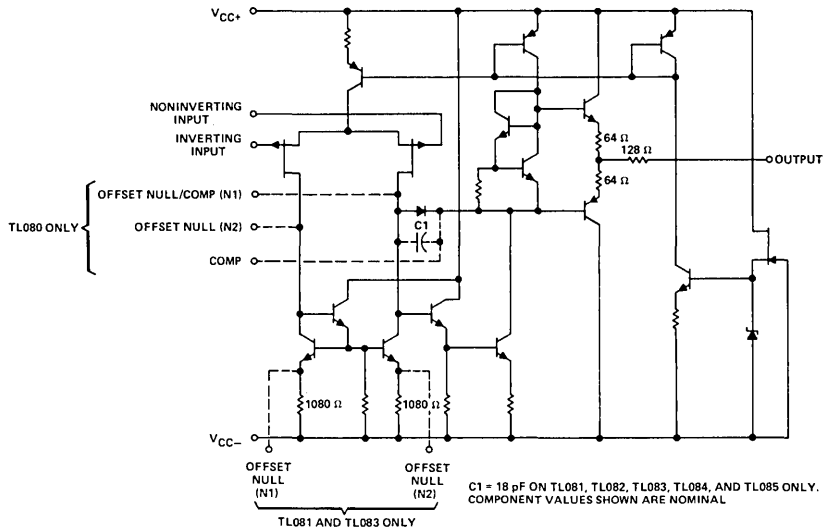 VCC+
NONINVERTING
INPUT
INVERTING
INPUT
64 Ω
128 Ω
OUTPUT
64 Ω
OFFSET NULL/COMP (N1)
TL080 ONLY
OFFSET NULL (N2)
C1
COMP
1080 Ω
1080 Ω
VCC−
OFFSET
NULL
(N1)
OFFSET
NULL
(N2)
TL081 AND TL083 ONLY
C1 = 18 pF ON TL081, TL082, TL083, TL084, AND TL085 ONLY.
COMPONENT VALUES SHOWN ARE NOMINAL